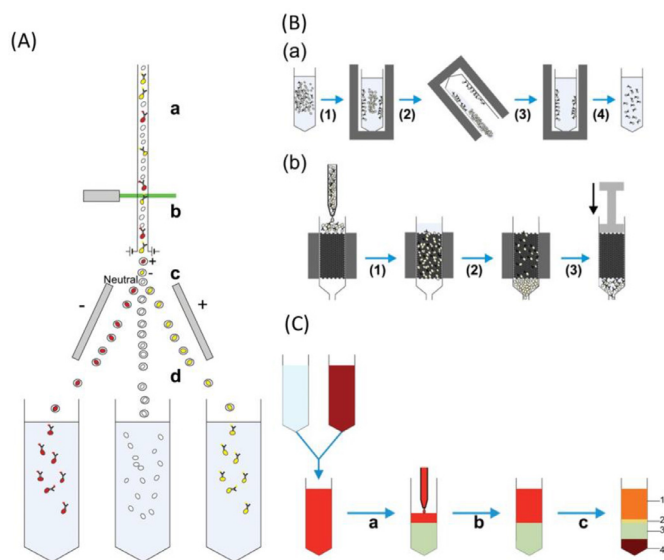 (A)
a
b
+
-
Neutral
c
-
+
d
(B)
(a)
(1)
(2)
(3)
(4)
(b)
(1)
(2)
(3)
(C)
a
b
c
1
2
3
4